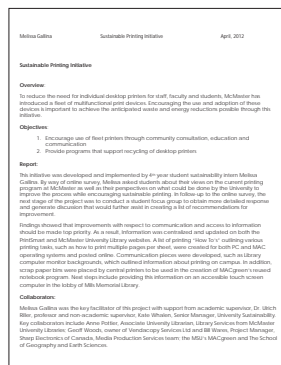 Melissa Gallina Sustainable Printing Initiative April, 2012
Sustainable Printing Initiative
Overview:
To reduce the need for individual desktop printers for staff, faculty and students, McMaster has
introduced a fleet of multifunctional print devices. Encouraging the use and adoption of these
devices is important to achieve the anticipated waste and energy reductions possible through this
initiative.
Objectives:
1. Encourage use of fleet printers through community consultation, education and
communication
2. Provide programs that support recycling of desktop printers
Report:
This initiative was developed and implemented by 4th year student sustainability intern Melissa
Gallina. By way of online survey, Melissa asked students about their views on the current printing
program at McMaster as well as their perspectives on what could be done by the University to
improve the process while encouraging sustainable printing. In follow-up to the online survey, the
next stage of the project was to conduct a student focus group to obtain more detailed response
and generate discussion that would further assist in creating a list of recommendations for
improvement.
Findings showed that improvements with respect to communication and access to information
should be made top priority. As a result, information was centralized and updated on both the
PrintSmart and McMaster University Library websites. A list of printing "How To's" outlining various
printing tasks, such as how to print multiple pages per sheet, were created for both PC and MAC
operating systems and posted online. Communication pieces were developed, such as Library
computer monitor backgrounds, which outlined information about printing on campus. In addition,
scrap paper bins were placed by central printers to be used in the creation of MACgreen's reused
notebook program. Next steps include providing this information on an accessible touch screen
computer in the lobby of Mills Memorial Library.
Collaborators:
Melissa Gallina was the key facilitator of this project with support from academic supervisor, Dr. Ulrich
Riller, professor and non-academic supervisor, Kate Whalen, Senior Manager, University Sustainability.
Key collaboration include Anne Pottier, Associate University Librarian, Library Services from McMaster
University Libraries; Geoff Woods, owner of Vendacopy Services Ltd and Bill Wares, Project Manager,
Sharp Electronics of Canada, Media Production Services team; the MSU's MACgreen and the School
of Geography and Earth Sciences.